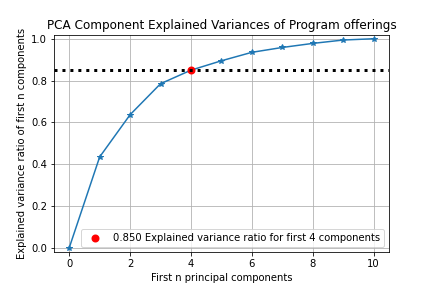 PCA Component Explained Variances of Program offerings
Explained variance ratio of first n components
1.0
0.8
0.6
0.4
0.2
0.0
0.850 Explained variance ratio for first 4 components
0 2 4 6 8 10
First n principal components